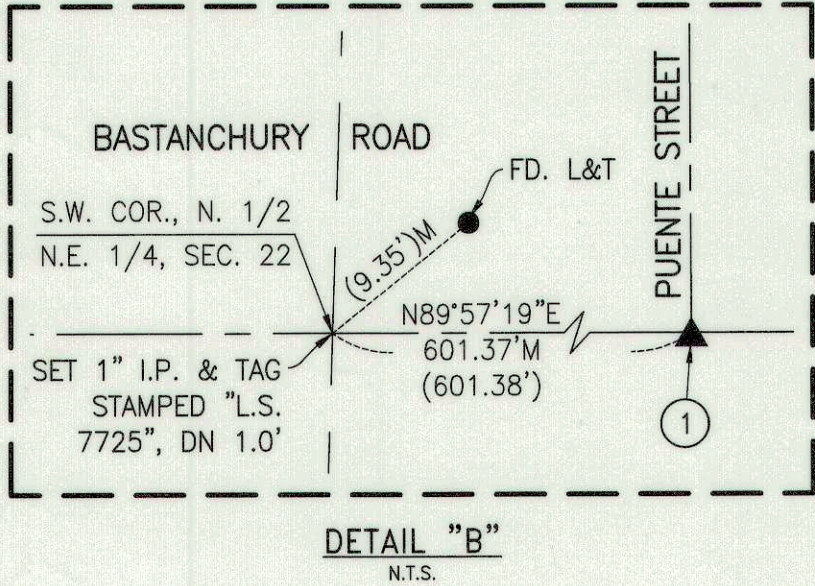 BASTANCHURY ROAD
PUENTE STREET
FD. L&T
S.W. COR., N. 1/2
N.E. 1/4, SEC. 22
(9.35')M
N89°57'19"E
601.37'M
(601.38')
SET 1" I.P. & TAG
STAMPED "L.S.
7725", DN 1.0'
1
DETAIL "B"
N.T.S.